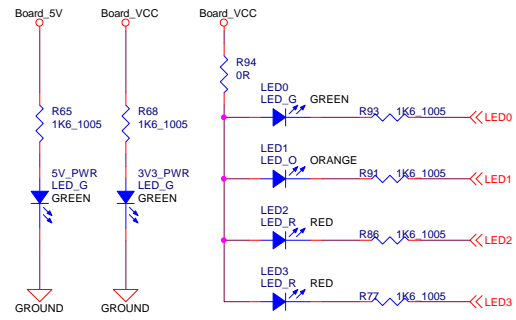 Board_5V
Board_VCC
Board_VCC
R94
0R
R65
1K6_1005
R68
1K6_1005
LED0
LED_G
GREEN
R93
1K6_1005
LED0
LED1
LED_O
ORANGE
R91
1K6_1005
LED1
5V_PWR
LED_G
GREEN
3V3_PWR
LED_G
GREEN
LED2
LED_R
RED
R86
1K6_1005
LED2
LED3
LED_R
RED
R77
1K6_1005
LED3
GROUND
GROUND